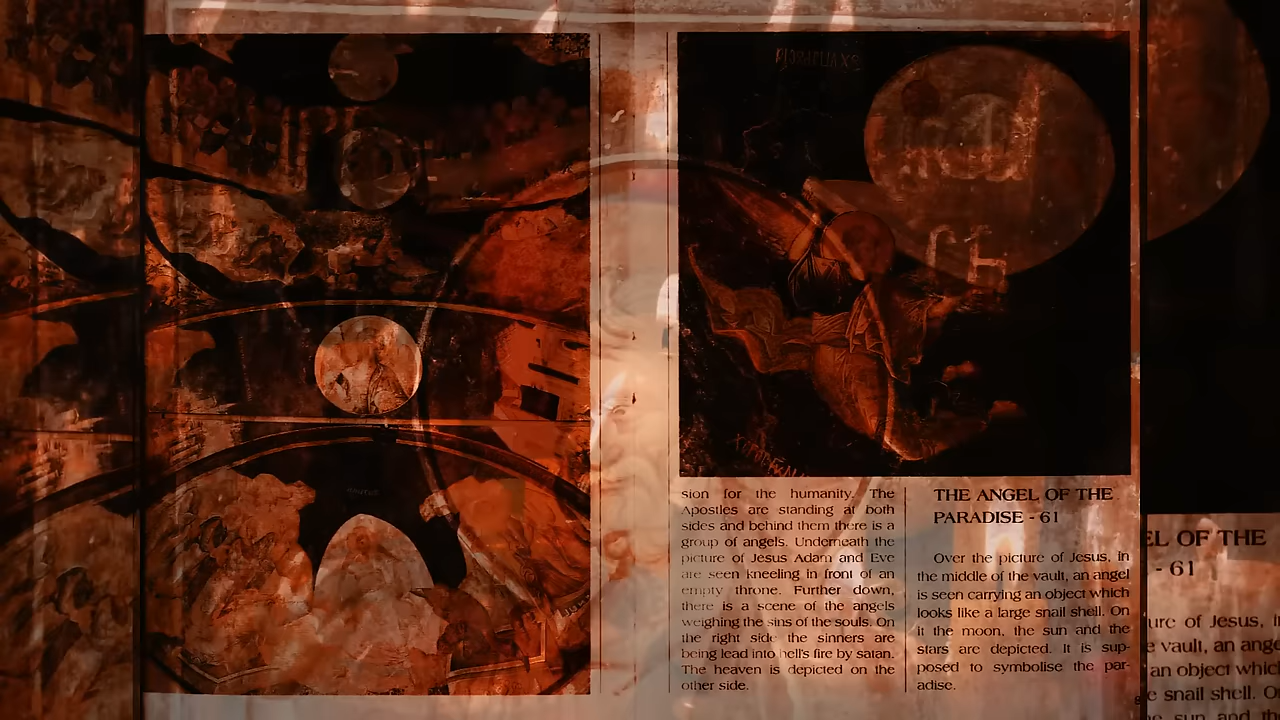 sion for the humanity. The
Apostles are standing at both
sides and behind them there is a
group of angels. Underneath the
picture of Jesus Adam and Eve
are seen kneeling in front of an
empty throne. Further down,
there is a scene of the angels
weighing the sins of the souls. On
the right side the sinners are
being lead into hell's fire by satan.
The heaven is depicted on the
other side.
THE ANGEL OF THE
PARADISE - 61
Over the picture of Jesus, in
the middle of the vault, an angel
is seen carrying an object which
looks like a large snail shell. On
it the moon, the sun and the
stars are depicted. It is sup-
posed to symbolise the par-
adise.
EL OF THE
- 61
ure of Jesus, i
e vault, an ange
an object which
e snail shell. O
sun and th